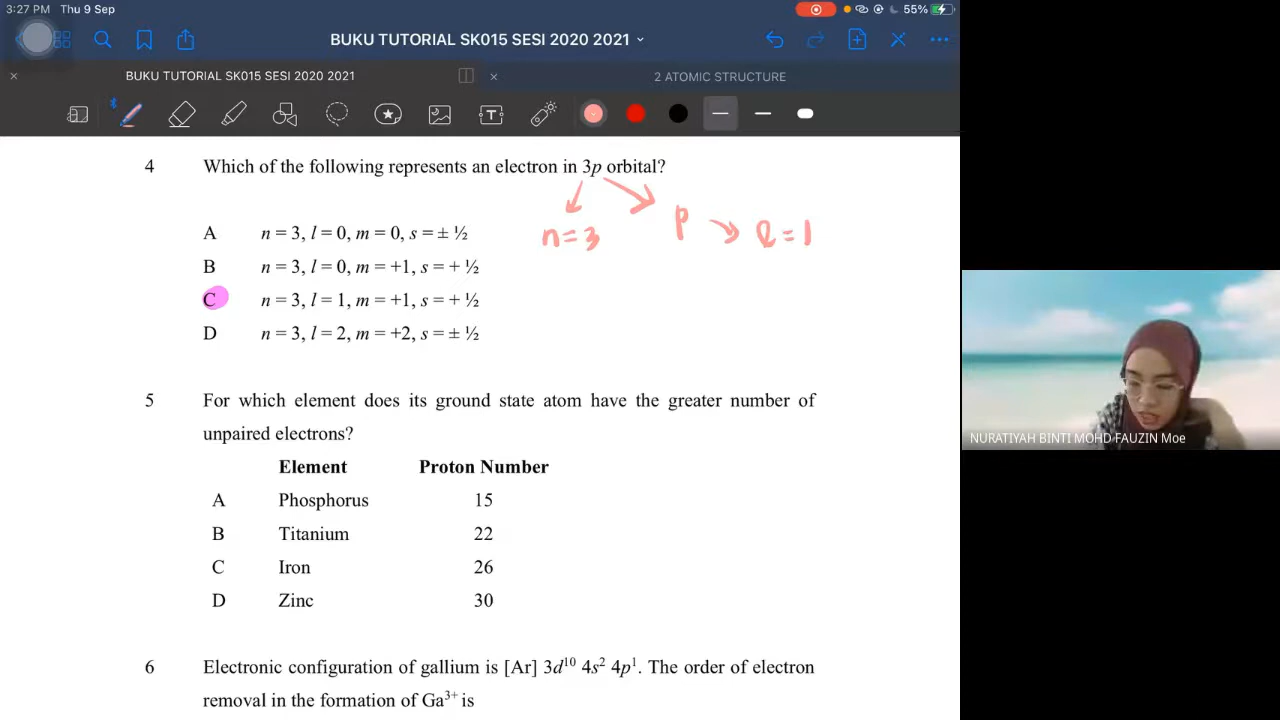 3:27 PM Thu 9 Sep
55%
BUKU TUTORIAL SK015 SESI 2020 2021
BUKU TUTORIAL SK015 SESI 2020 2021
2 ATOMIC STRUCTURE
4 Which of the following represents an electron in 3p orbital?
n=3 p l=1
A n = 3, l = 0, m = 0, s = ± ½
B n = 3, l = 0, m = +1, s = + ½
C n = 3, l = 1, m = +1, s = + ½
D n = 3, l = 2, m = +2, s = ± ½
5 For which element does its ground state atom have the greater number of
unpaired electrons?
Element Proton Number
A Phosphorus 15
B Titanium 22
C Iron 26
D Zinc 30
6 Electronic configuration of gallium is [Ar] 3d¹⁰ 4s² 4p¹. The order of electron
removal in the formation of Ga³⁺ is
NURATIYAH BINTI MOHD FAUZIN Moe